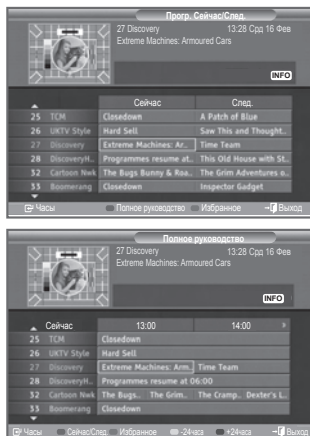 Прогр. Сейчас/След.
27 Discovery 13:28 Срд 16 Фев
Extreme Machines: Armoured Cars
INFO
Сейчас След.
25 TCM Closedown A Patch of Blue
26 UKTV Style Hard Sell Saw This and Thought..
27 Discovery Extreme Machines: Ar.. Time Team
28 DiscoveryH.. Programmes resume at.. This Old House with St..
32 Cartoon Nwk The Bugs Bunny & Roa.. The Grim Adventures o..
33 Boomerang Closedown Inspector Gadget
Часы Полное руководство Избранное Выход
Полное руководство
27 Discovery 13:28 Срд 16 Фев
Extreme Machines: Armoured Cars
INFO
Сейчас 13:00 14:00
25 TCM Closedown
26 UKTV Style Hard Sell
27 Discovery Extreme Machines: Arm.. Time Team
28 DiscoveryH.. Programmes resume at 06:00
32 Cartoon Nwk The Bugs.. The Grim.. The Cramp.. Dexter's L..
33 Boomerang Closedown
Часы Сейчас/След Избранное -24часа +24часа Выход